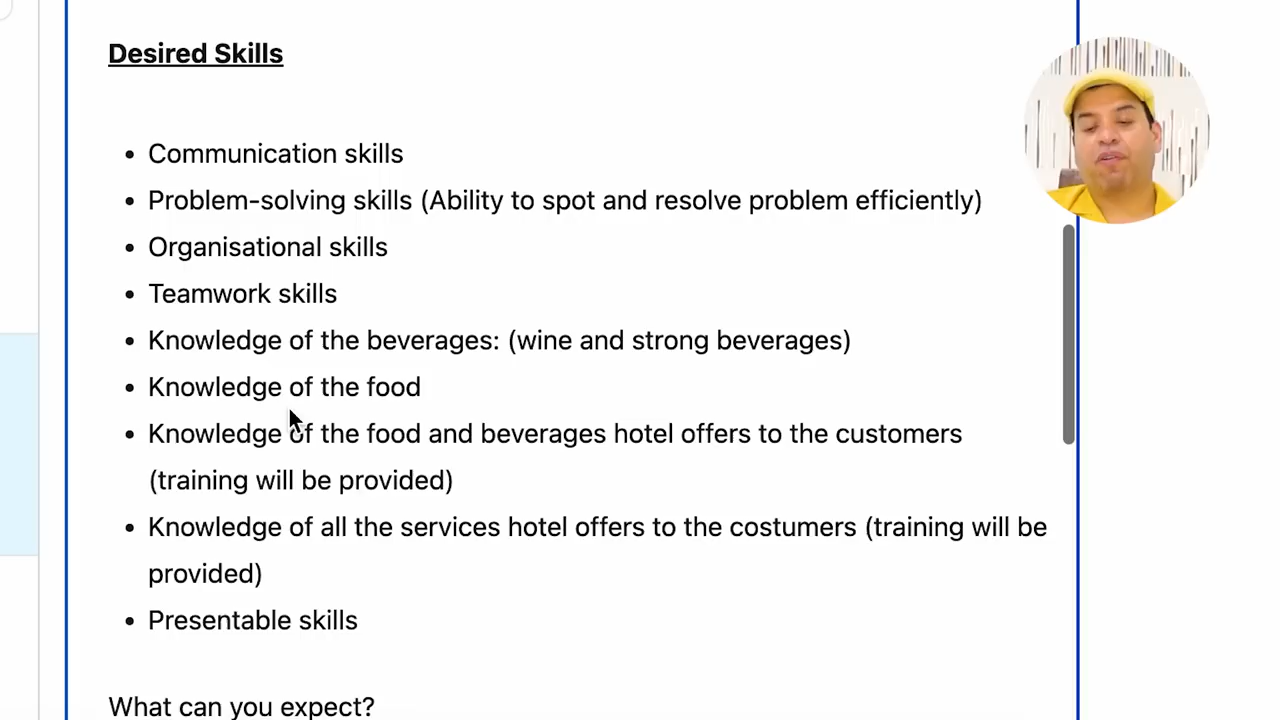 Desired Skills
• Communication skills
• Problem-solving skills (Ability to spot and resolve problem efficiently)
• Organisational skills
• Teamwork skills
• Knowledge of the beverages: (wine and strong beverages)
• Knowledge of the food
• Knowledge of the food and beverages hotel offers to the customers
(training will be provided)
• Knowledge of all the services hotel offers to the costumers (training will be
provided)
• Presentable skills
What can you expect?